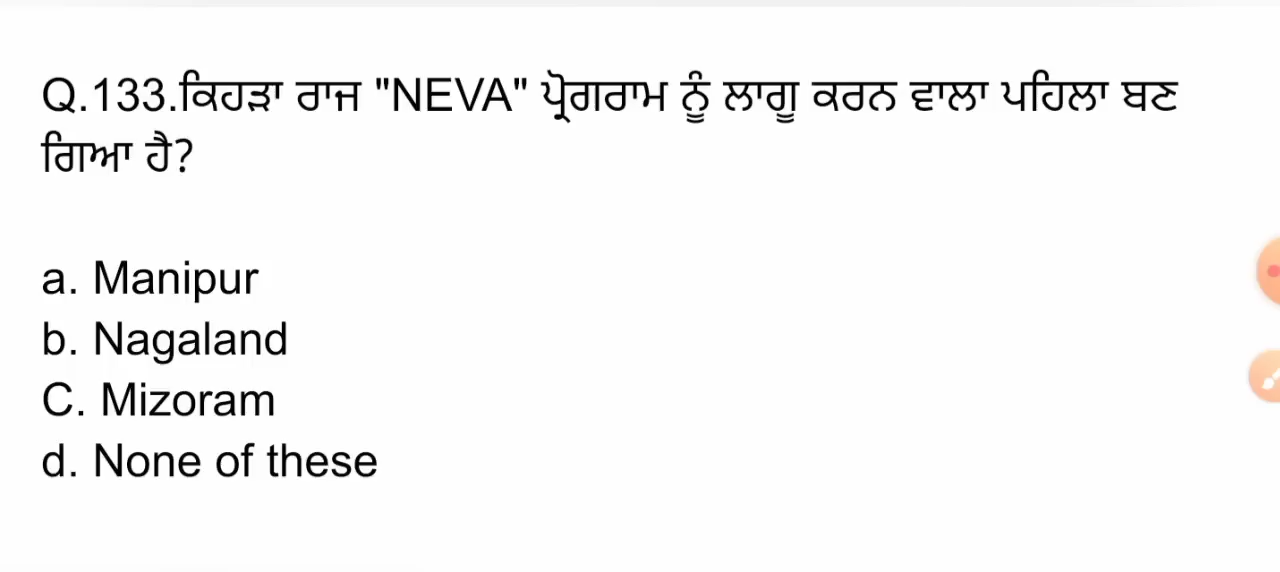 Q.133.ਕਿਹੜਾ ਰਾਜ "NEVA" ਪ੍ਰੋਗਰਾਮ ਨੂੰ ਲਾਗੂ ਕਰਨ ਵਾਲਾ ਪਹਿਲਾ ਬਣ
ਗਿਆ ਹੈ?
a. Manipur
b. Nagaland
C. Mizoram
d. None of these